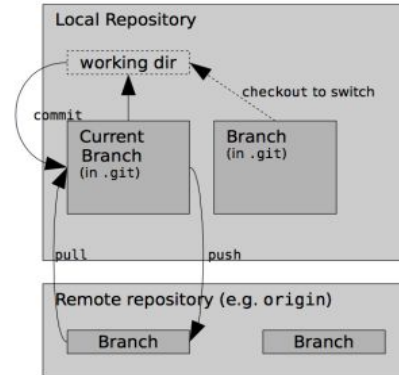 Local Repository
working dir
checkout to switch
commit
Current
Branch
(in .git)
Branch
(in .git)
pull
push
Remote repository (e.g. origin)
Branch
Branch